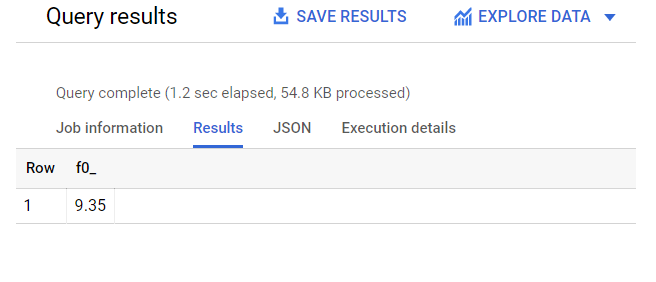 Query results SAVE RESULTS EXPLORE DATA
Query complete (1.2 sec elapsed, 54.8 KB processed)
Job information Results JSON Execution details
Row f0_
1 9.35